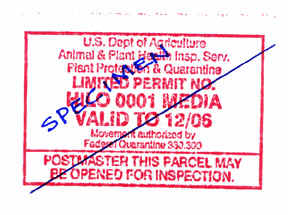 U.S. Dept of Agriculture
Animal & Plant Health Insp. Serv.
Plant Protection & Quarantine
LIMITED PERMIT NO.
HILO 0001 MEDIA
VALID TO 12/06
Movement authorized by
Federal Quarantine 330.300
POSTMASTER THIS PARCEL MAY
BE OPENED FOR INSPECTION.
SPECIMEN